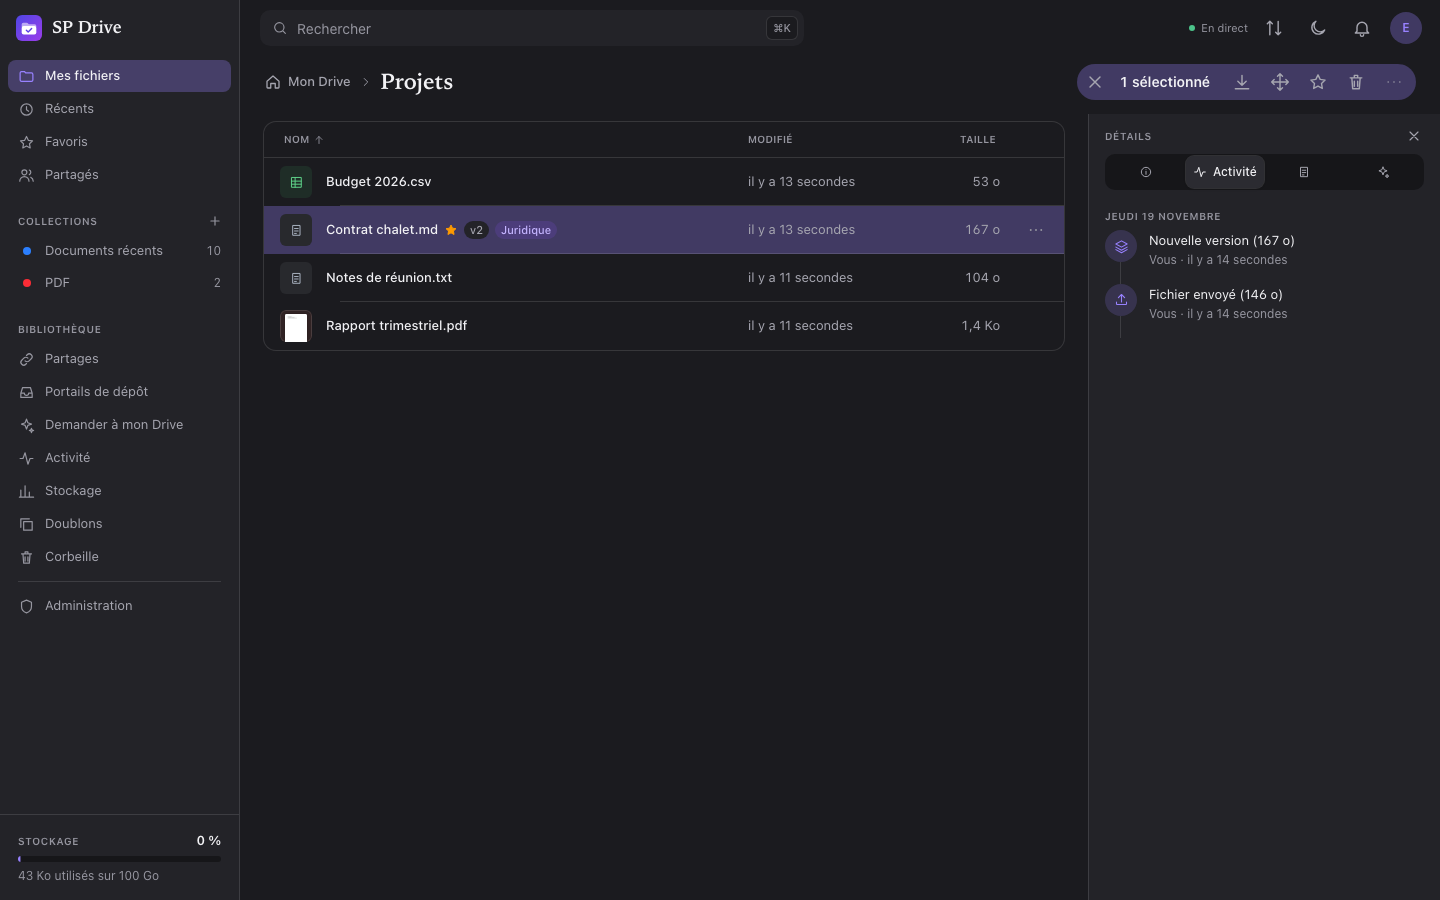 SP Drive
Rechercher
⌘K
En direct
E
Mes fichiers
Récents
Favoris
Partagés
COLLECTIONS
Documents récents 10
PDF 2
BIBLIOTHÈQUE
Partages
Portails de dépôt
Demander à mon Drive
Activité
Stockage
Doublons
Corbeille
Administration
STOCKAGE 0 %
43 Ko utilisés sur 100 Go
Mon Drive > Projets
1 sélectionné
NOM ↑ MODIFIÉ TAILLE
Budget 2026.csv il y a 13 secondes 53 o
Contrat chalet.md v2 Juridique il y a 13 secondes 167 o
Notes de réunion.txt il y a 11 secondes 104 o
Rapport trimestriel.pdf il y a 11 secondes 1,4 Ko
DÉTAILS
Activité
JEUDI 19 NOVEMBRE
Nouvelle version (167 o)
Vous · il y a 14 secondes
Fichier envoyé (146 o)
Vous · il y a 14 secondes